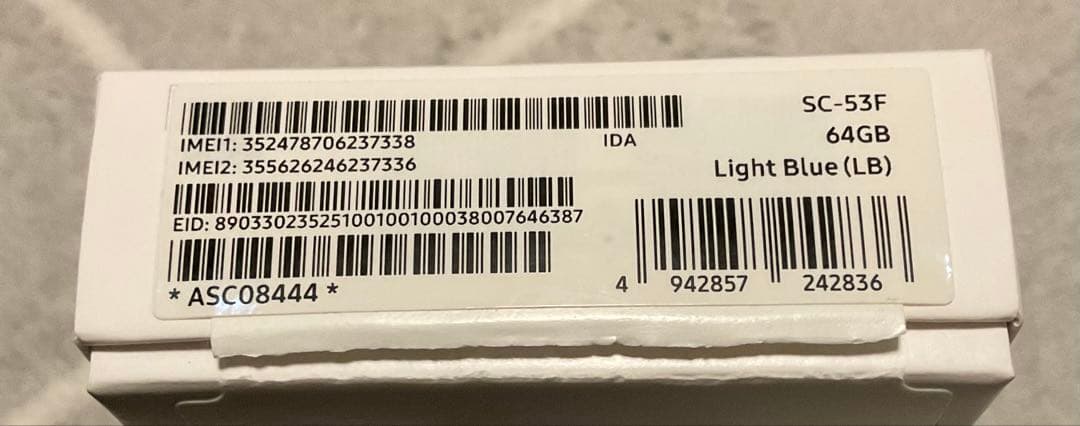 IMEI1: 352478706237338 IDA
IMEI2: 355626246237336
EID: 89033023525100100100038007646387
* ASC08444 *
SC-53F
64GB
Light Blue (LB)
4 942857 242836